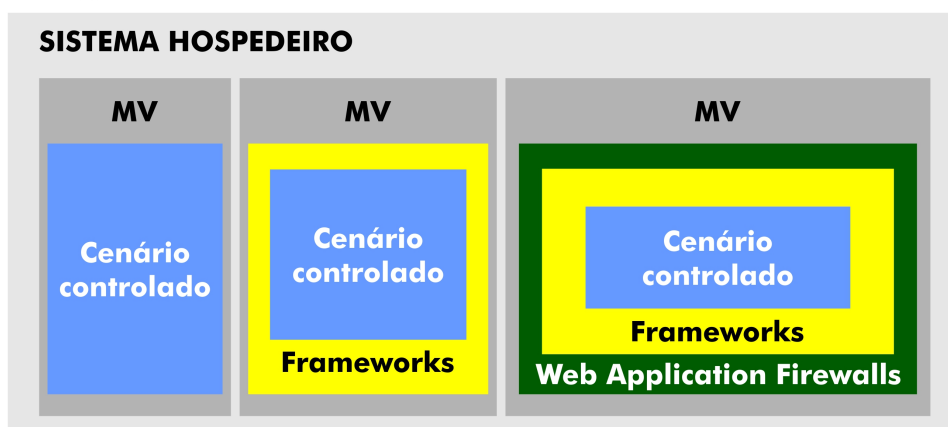 SISTEMA HOSPEDEIRO
MV
Cenário
controlado
MV
Cenário
controlado
Frameworks
MV
Cenário
controlado
Frameworks
Web Application Firewalls